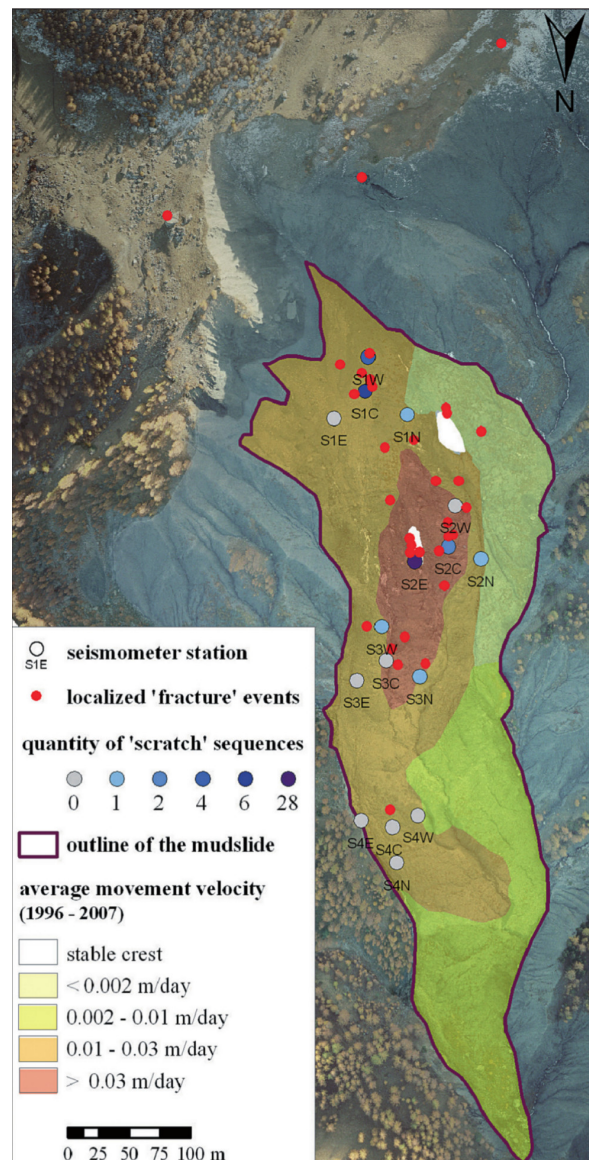 N
S1W
S1C
S1E
S1N
S2W
S2C
S2E
S2N
S3W
S3C
S3E
S3N
S4W
S4E
S4C
S4N
S1E
seismometer station
localized 'fracture' events
quantity of 'scratch' sequences
0 1 2 4 6 28
outline of the mudslide
average movement velocity
(1996 - 2007)
stable crest
< 0.002 m/day
0.002 - 0.01 m/day
0.01 - 0.03 m/day
> 0.03 m/day
0 25 50 100 m